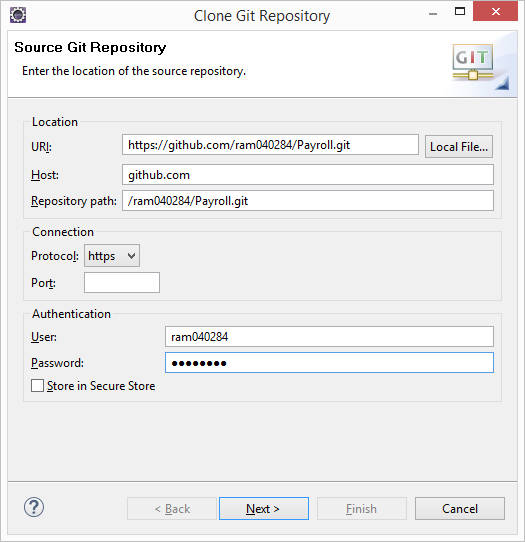 Clone Git Repository
Source Git Repository
Enter the location of the source repository.
GIT
Location
URI: https://github.com/ram040284/Payroll.git Local File...
Host: github.com
Repository path: /ram040284/Payroll.git
Connection
Protocol: https
Port:
Authentication
User: ram040284
Password: ●●●●●●●●
Store in Secure Store
? < Back Next > Finish Cancel